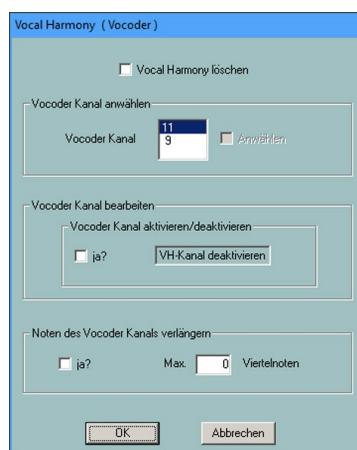 Vocal Harmony ( Vocoder )
Vocal Harmony löschen
Vocoder Kanal anwählen
Vocoder Kanal
11
9
Anwählen
Vocoder Kanal bearbeiten
Vocoder Kanal aktivieren/deaktivieren
ja?
VH-Kanal deaktivieren
Noten des Vocoder Kanals verlängern
ja? Max. 0 Viertelnoten
OK Abbrechen